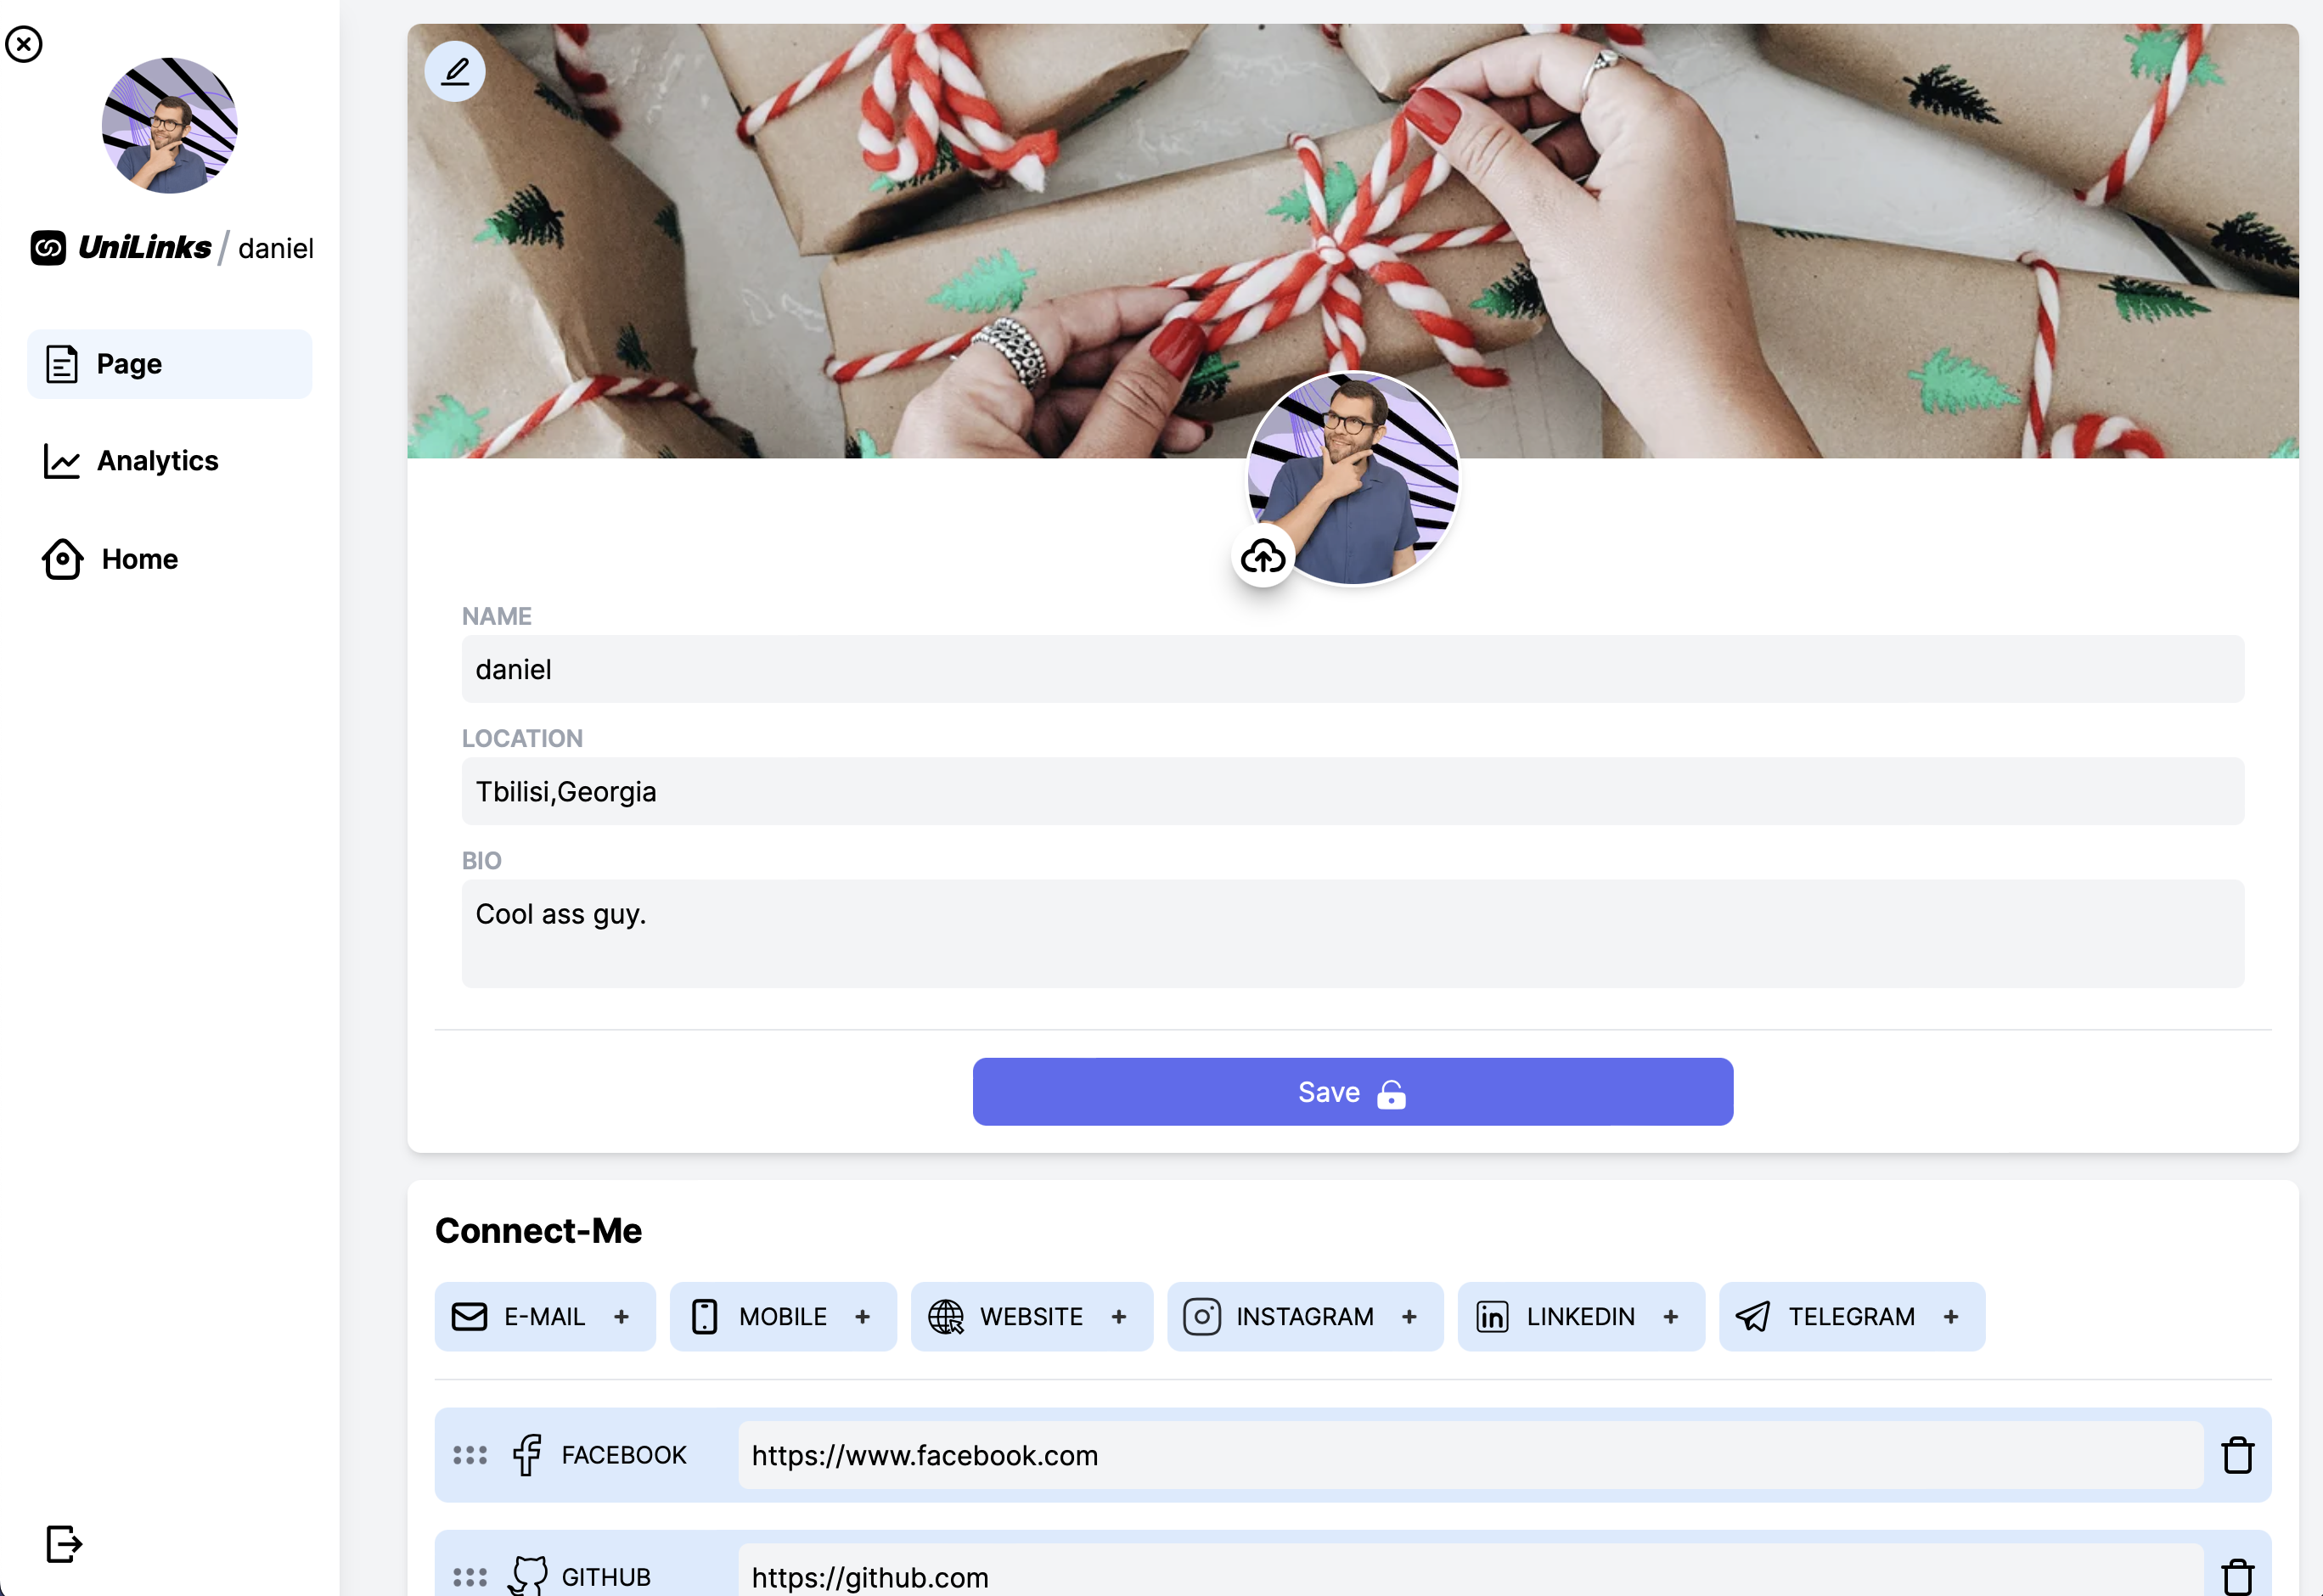 UniLinks / daniel
Page
Analytics
Home
NAME
daniel
LOCATION
Tbilisi,Georgia
BIO
Cool ass guy.
Save
Connect-Me
E-MAIL +
MOBILE +
WEBSITE +
INSTAGRAM +
LINKEDIN +
TELEGRAM +
FACEBOOK
https://www.facebook.com
GITHUB
https://github.com